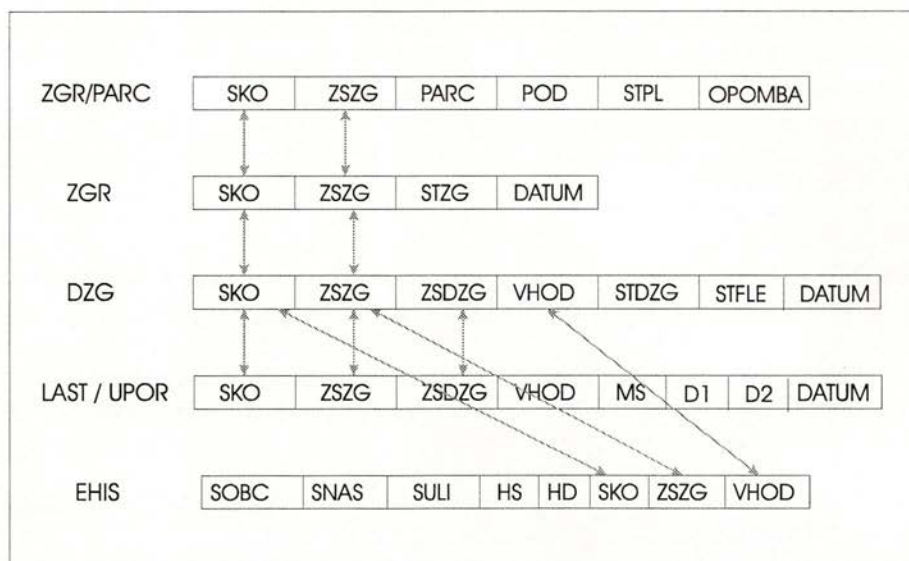 ZGR/PARC SKO ZSZG PARC POD STPL OPOMBA
ZGR SKO ZSZG STZG DATUM
DZG SKO ZSZG ZSDZG VHOD STDZG STFLE DATUM
LAST / UPOR SKO ZSZG ZSDZG VHOD MS D1 D2 DATUM
EHIS SOBC SNAS SULI HS HD SKO ZSZG VHOD